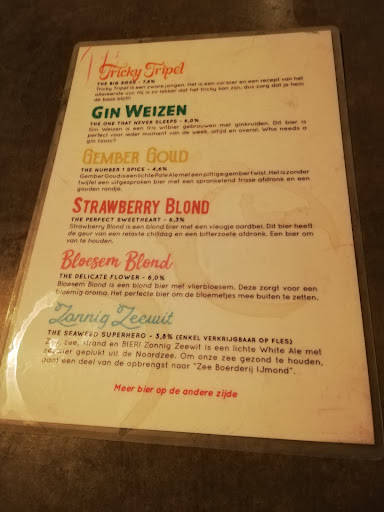 Tricky Tripel
THE BIG BOSS - 7,8%
Tricky Tripel is een zware jongen. Het is een vol bier en een recept van het
allereerste uur. Hij is zo lekker dat het tricky kan zijn, dus zorg dat je hem
de baas blijft!
GIN WEIZEN
THE ONE THAT NEVER SLEEPS - 6,0%
Gin Weizen is een fris witbier gebrouwen met ginkruiden. Dit bier is
perfect voor ieder moment van de week, altijd en overal. Who needs a
gin tonic?
GEMBER GOUD
THE NUMBER 1 SPICE - 4,6%
Gember Goud is een lichte Pale Ale met een pittige gembertwist. Het is zonder
twijfel een uitgesproken bier met een sprankelend frisse afdronk en een
gouden randje.
STRAWBERRY BLOND
THE PERFECT SWEETHEART - 6,3%
Strawberry Blond is een blond bier met een vleugje aardbei. Dit bier heeft
de geur van een relaxte chilldag en een bitterzoete afdronk. Een bier om
van te houden.
Bloesem Blond
THE DELICATE FLOWER - 6,0%
Bloesem Blond is een blond bier met vlierbloesem. Deze zorgt voor een
bloemig aroma. Het perfecte bier om de bloemetjes mee buiten te zetten.
Zonnig Zeewit
THE SEAWEED SUPERHERO - 3,8% (ENKEL VERKRIJGBAAR OP FLES)
Zon, zee, strand en BIER! Zonnig Zeewit is een lichte White Ale met
zeewier geplukt uit de Noordzee. Om onze zee gezond te houden,
gaat een deel van de opbrengst naar "Zee Boerderij IJmond".
Meer bier op de andere zijde